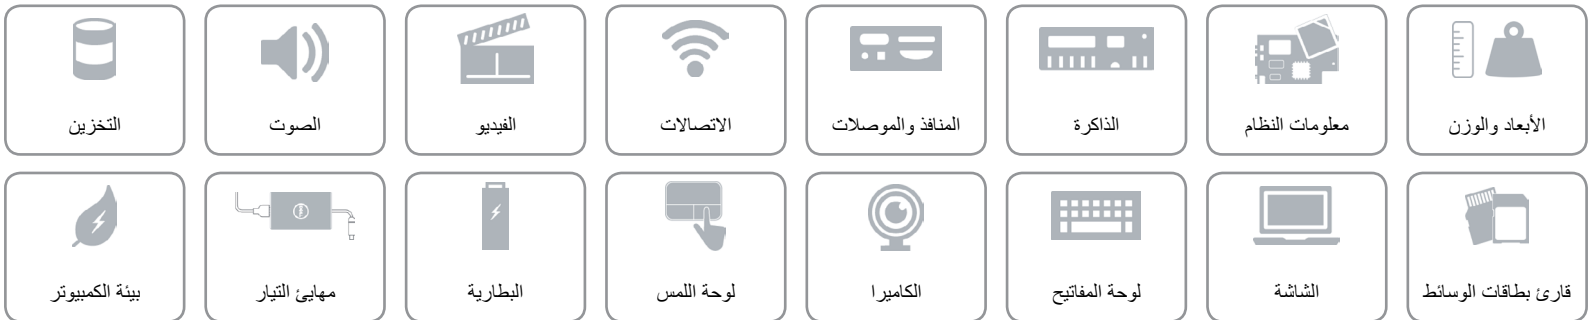 الأبعاد والوزن
معلومات النظام
الذاكرة
المنافذ والموصلات
الاتصالات
الفيديو
الصوت
التخزين
قارئ بطاقات الوسائط
الشاشة
لوحة المفاتيح
الكاميرا
لوحة اللمس
البطارية
مهايئ التيار
بيئة الكمبيوتر